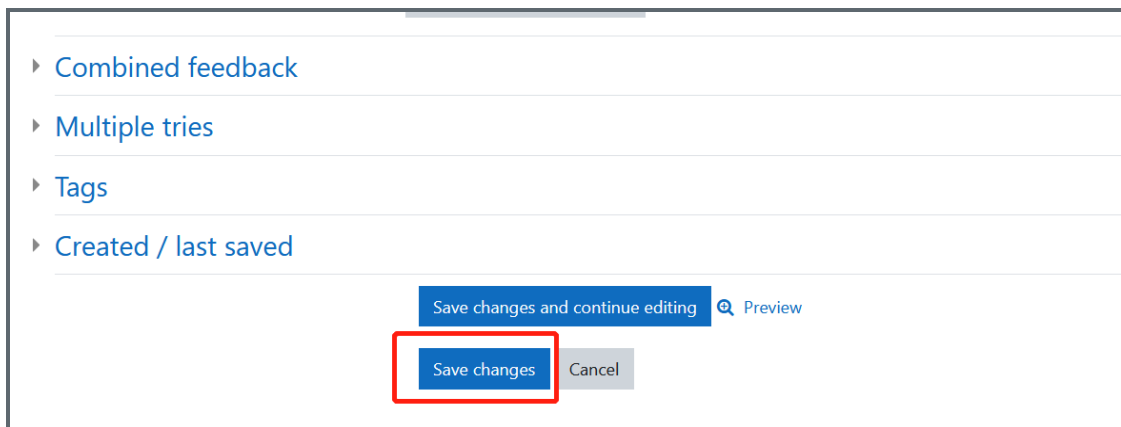 Combined feedback
Multiple tries
Tags
Created / last saved
Save changes and continue editing Preview
Save changes Cancel